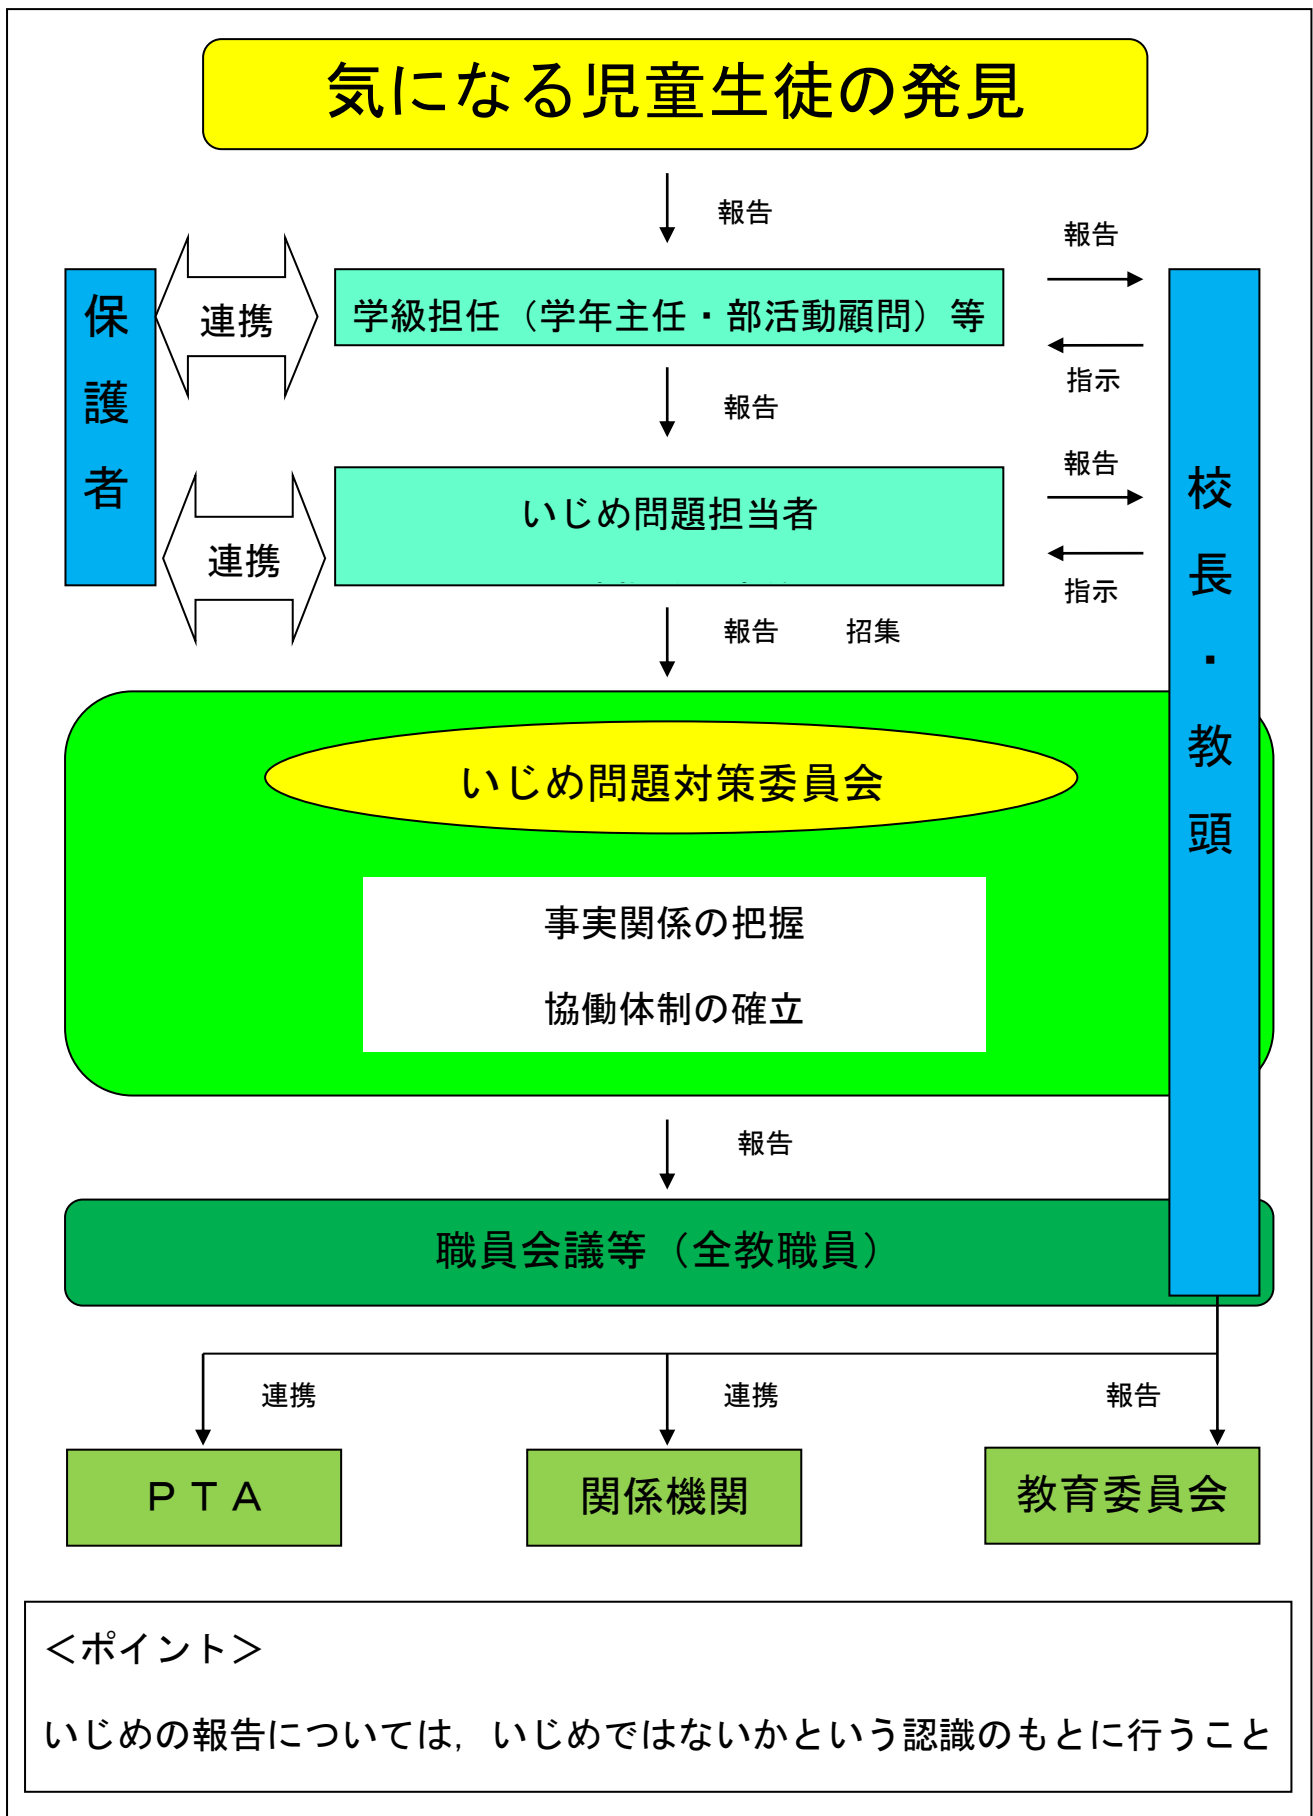 気になる児童生徒の発見
報告
報告
保護者
連携
学級担任（学年主任・部活動顧問）等
指示
報告
報告
いじめ問題担当者
連携
指示
報告　招集
校長・教頭
いじめ問題対策委員会
事実関係の把握
協働体制の確立
報告
職員会議等（全教職員）
連携
連携
報告
ＰＴＡ
関係機関
教育委員会
＜ポイント＞
いじめの報告については，いじめではないかという認識のもとに行うこと